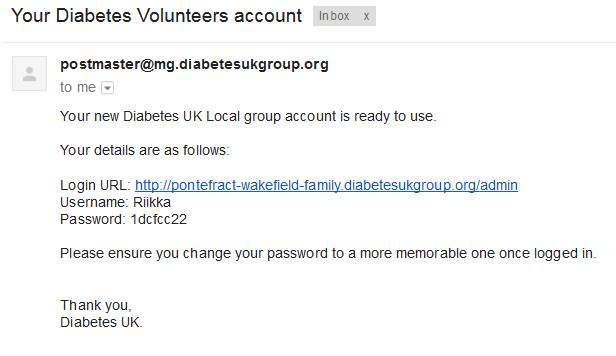 Your Diabetes Volunteers account Inbox x
postmaster@mg.diabetesukgroup.org
to me
Your new Diabetes UK Local group account is ready to use.
Your details are as follows:
Login URL: http://pontefract-wakefield-family.diabetesukgroup.org/admin
Username: Riikka
Password: 1dcfcc22
Please ensure you change your password to a more memorable one once logged in.
Thank you,
Diabetes UK.